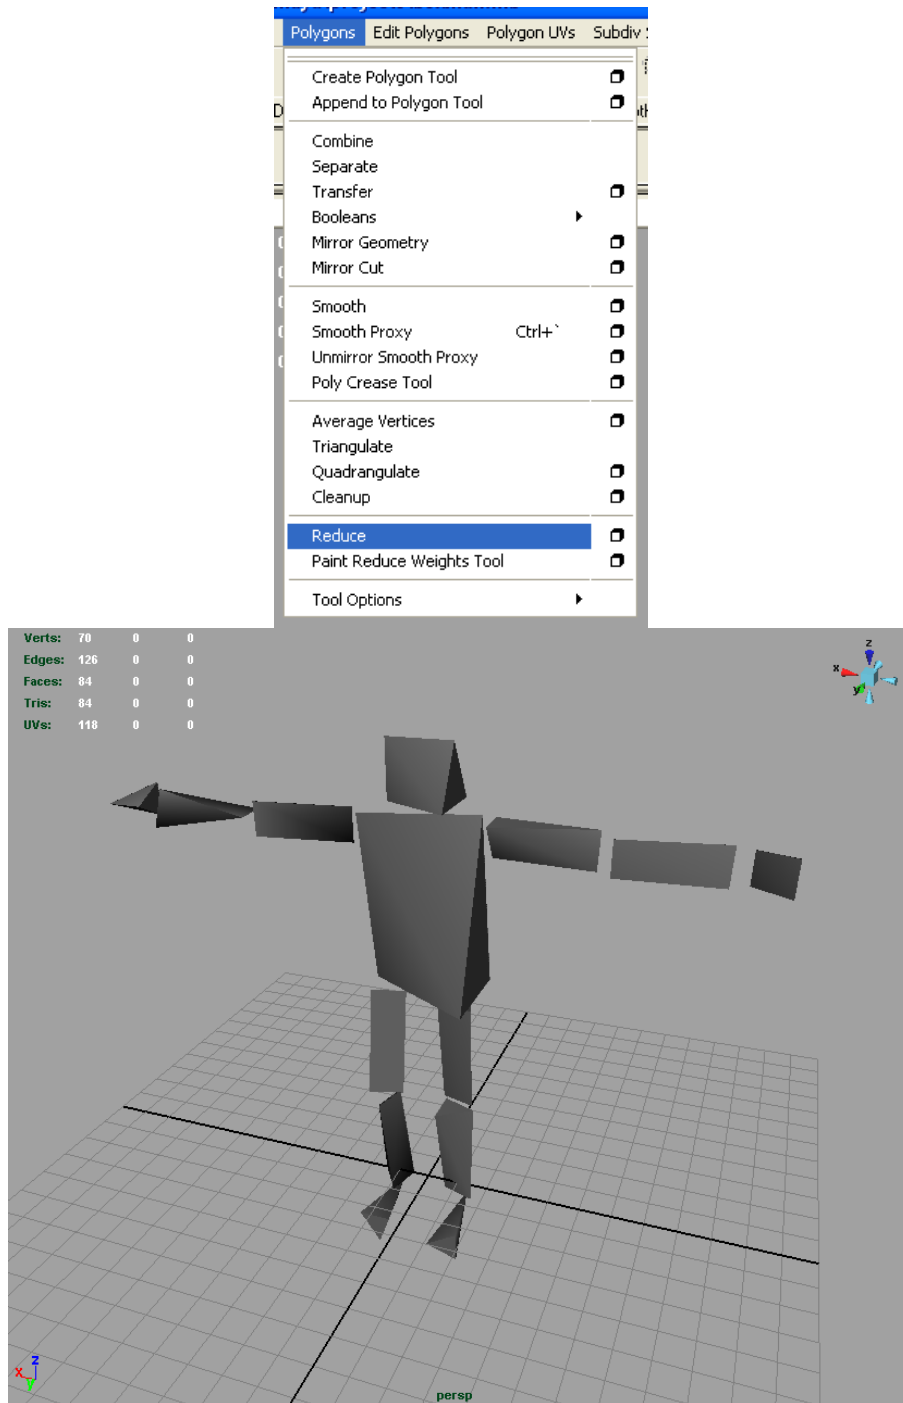 Polygons Edit Polygons Polygon UVs Subdiv
Create Polygon Tool
Append to Polygon Tool
Combine
Separate
Transfer
Booleans
Mirror Geometry
Mirror Cut
Smooth
Smooth Proxy Ctrl+`
Unmirror Smooth Proxy
Poly Crease Tool
Average Vertices
Triangulate
Quadrangulate
Cleanup
Reduce
Paint Reduce Weights Tool
Tool Options
Verts: 70 0 0
Edges: 126 0 0
Faces: 84 0 0
Tris: 84 0 0
UVs: 118 0 0
z
x
y
z
x
y
persp